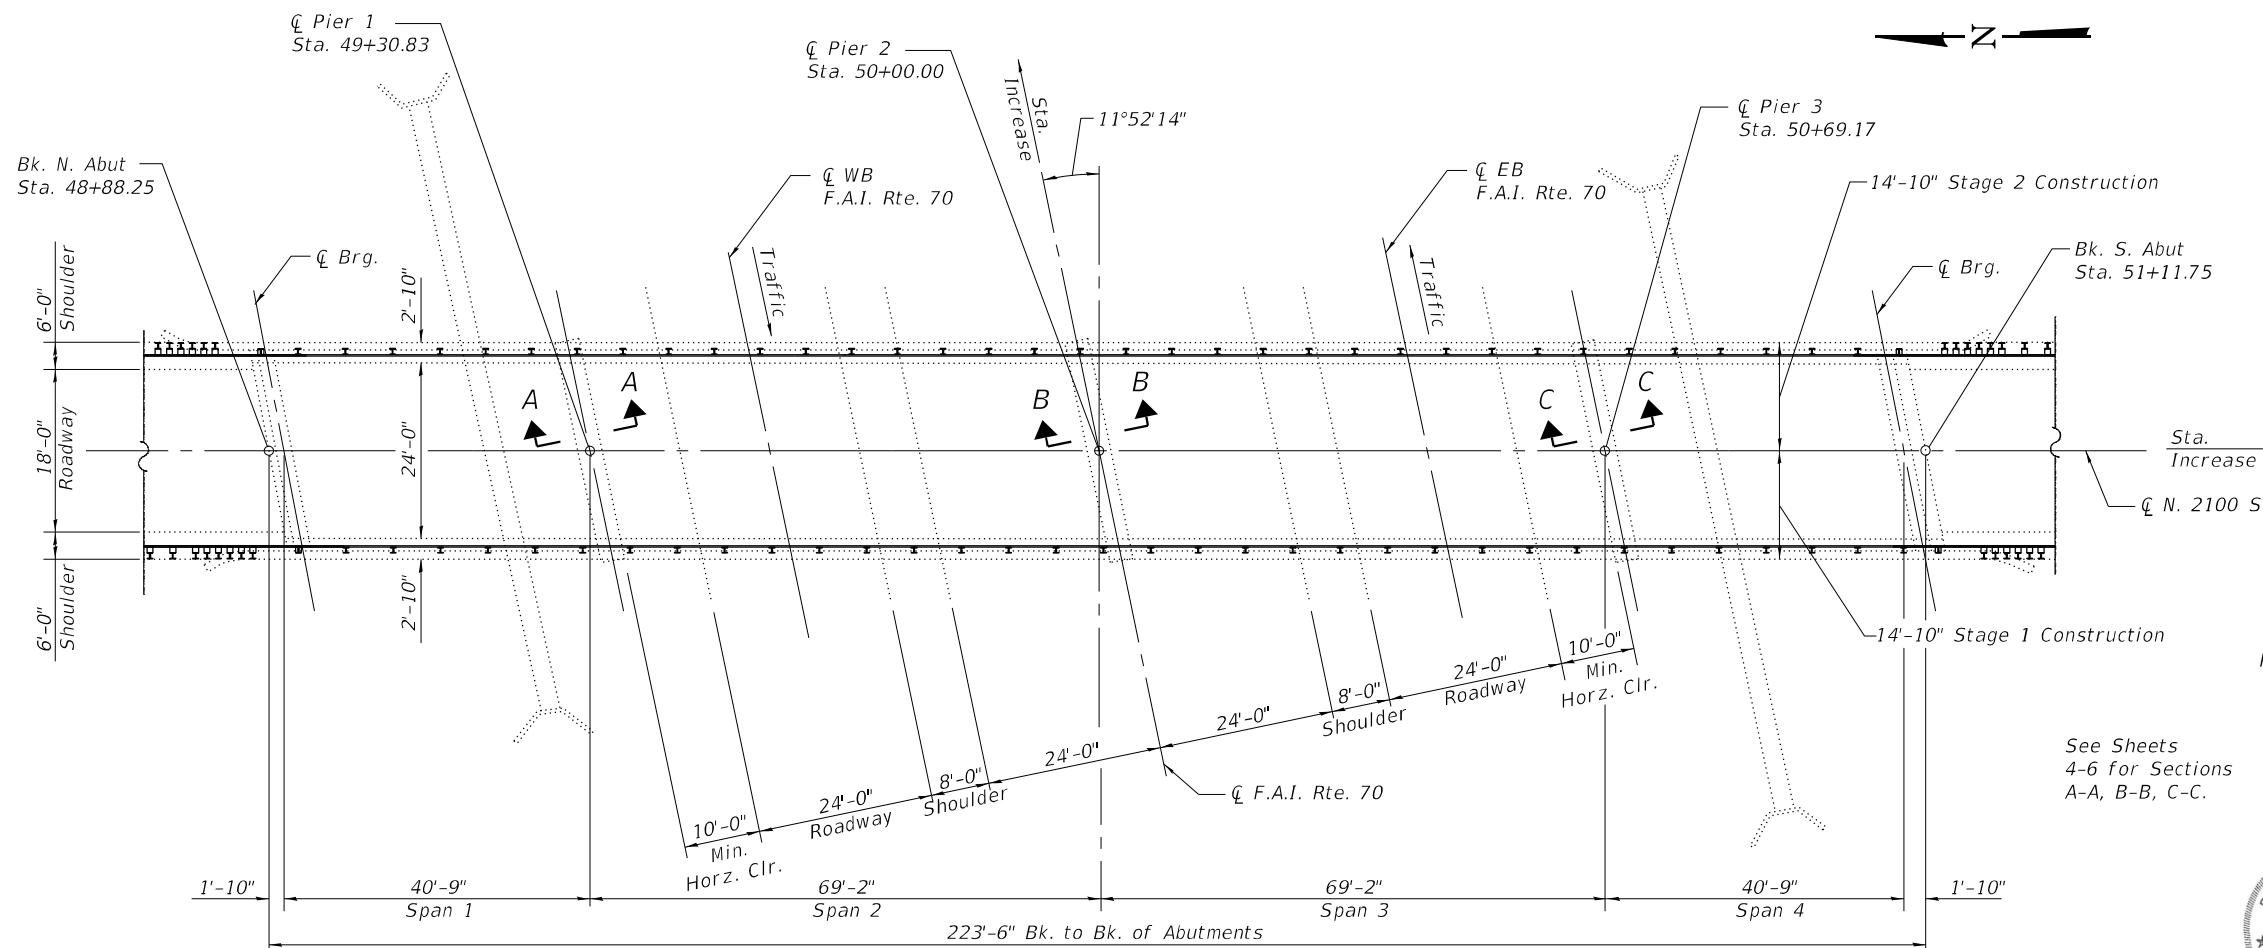 ℄ Pier 1
Sta. 49+30.83
℄ Pier 2
Sta. 50+00.00
Sta.
Increase
11°52'14"
N
℄ Pier 3
Sta. 50+69.17
Bk. N. Abut
Sta. 48+88.25
℄ WB
F.A.I. Rte. 70
℄ EB
F.A.I. Rte. 70
14'-10" Stage 2 Construction
℄ Brg.
Traffic
Traffic
℄ Brg.
Bk. S. Abut
Sta. 51+11.75
6'-0"
Shoulder
2'-10"
A
A
B
B
C
C
18'-0"
Roadway
24'-0"
Sta.
Increase
℄ N. 2100 S
6'-0"
Shoulder
2'-10"
14'-10" Stage 1 Construction
10'-0"
Min.
Horz. Clr.
24'-0"
Roadway
8'-0"
Shoulder
24'-0"
24'-0"
8'-0"
Shoulder
24'-0"
Roadway
10'-0"
Min.
Horz. Clr.
℄ F.A.I. Rte. 70
See Sheets
4-6 for Sections
A-A, B-B, C-C.
1'-10"
40'-9"
Span 1
69'-2"
Span 2
69'-2"
Span 3
40'-9"
Span 4
1'-10"
223'-6" Bk. to Bk. of Abutments